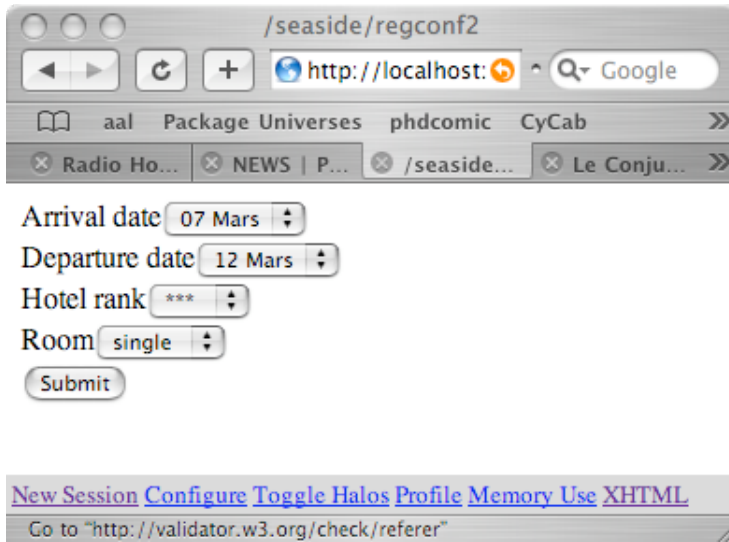 /seaside/regconf2
http://localhost: Google
aal Package Universes phdcomic CyCab »
Radio Ho... NEWS | P... /seaside... Le Conju... »
Arrival date 07 Mars
Departure date 12 Mars
Hotel rank ***
Room single
Submit
New Session Configure Toggle Halos Profile Memory Use XHTML
Go to "http://validator.w3.org/check/referer"